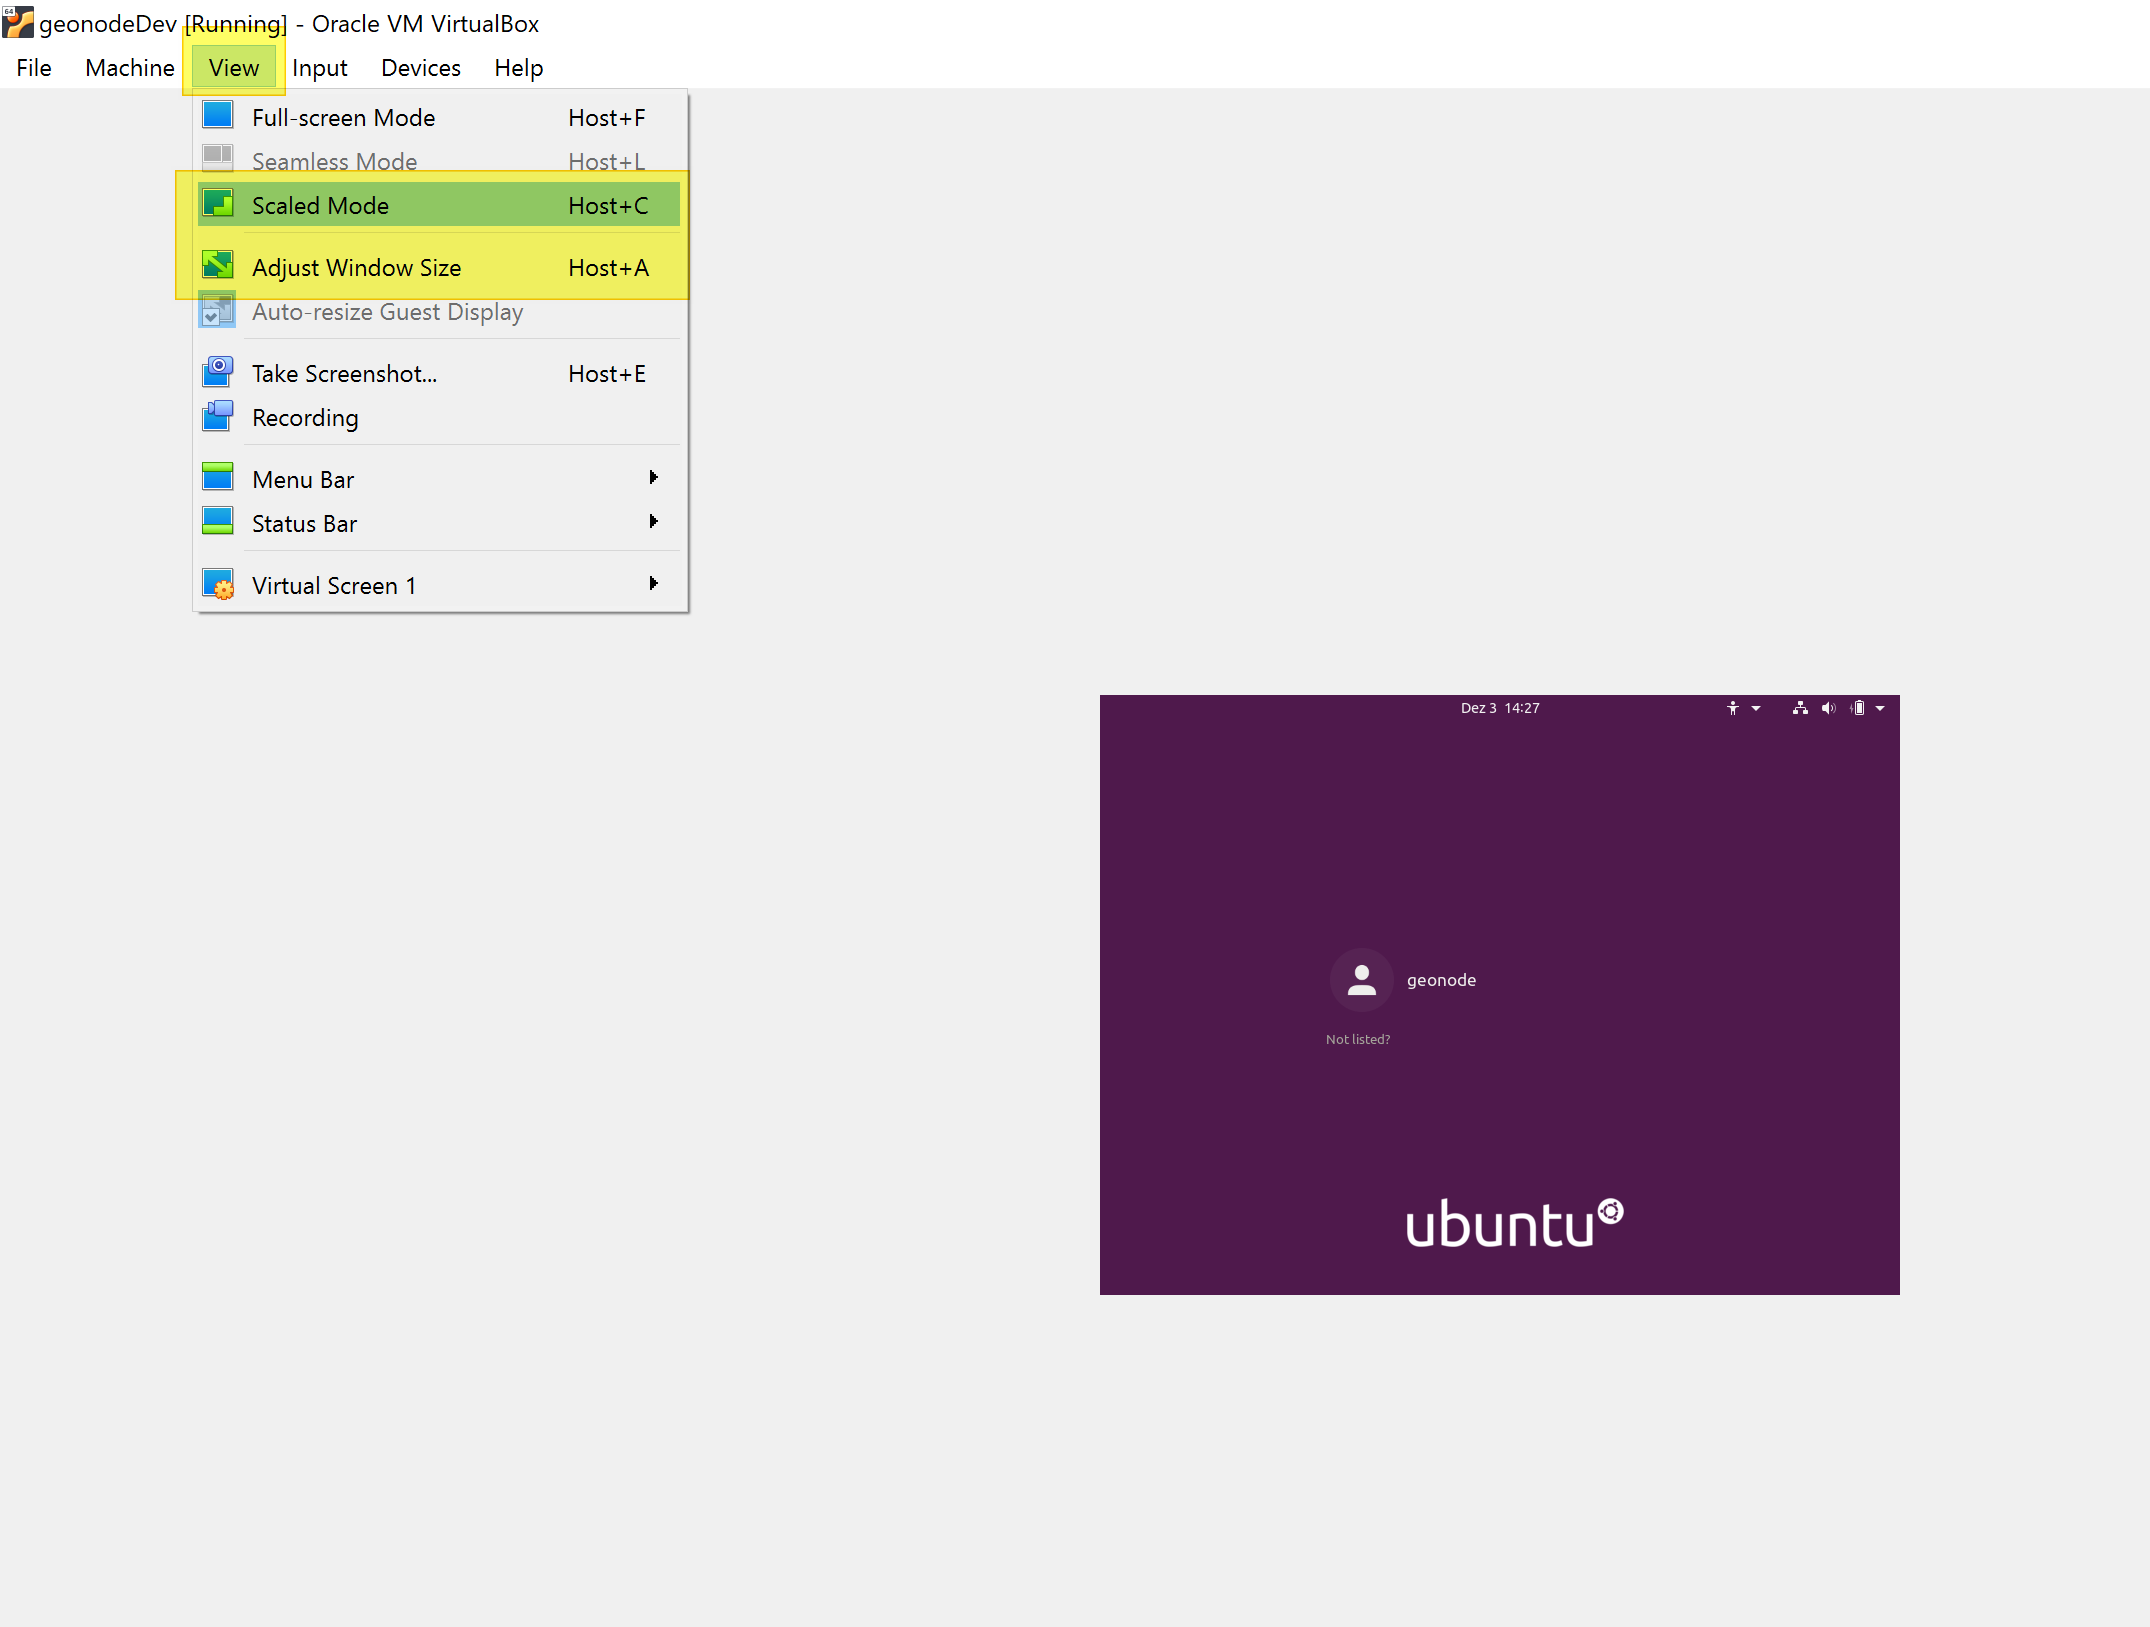 64
geonodeDev [Running] - Oracle VM VirtualBox
File Machine View Input Devices Help
Full-screen Mode Host+F
Seamless Mode Host+L
Scaled Mode Host+C
Adjust Window Size Host+A
Auto-resize Guest Display
Take Screenshot... Host+E
Recording
Menu Bar
Status Bar
Virtual Screen 1
Dez 3 14:27
geonode
Not listed?
ubuntu